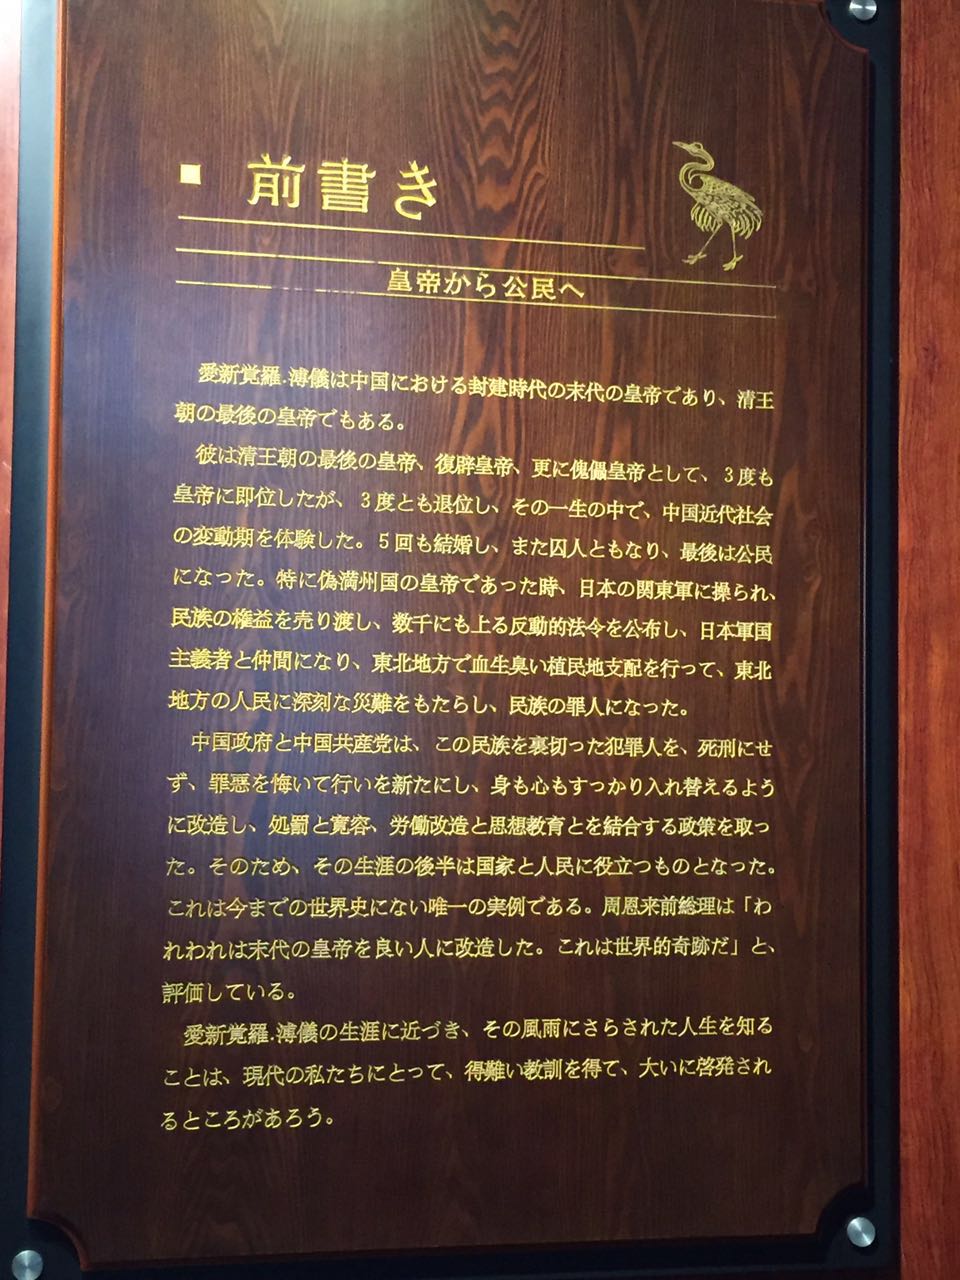 ■ 前書き
皇帝から公民へ
愛新覚羅.溥儀は中国における封建時代の末代の皇帝であり、清王
朝の最後の皇帝でもある。
彼は清王朝の最後の皇帝、復辟皇帝、更に傀儡皇帝として、3度も
皇帝に即位したが、3度とも退位し、その一生の中で、中国近代社会
の変動期を体験した。5回も結婚し、また囚人ともなり、最後は公民
になった。特に偽満州国の皇帝であった時、日本の関東軍に操られ、
民族の権益を売り渡し、数千にも上る反動的法令を公布し、日本軍国
主義者と仲間になり、東北地方で血生臭い植民地支配を行って、東北
地方の人民に深刻な災難をもたらし、民族の罪人になった。
中国政府と中国共産党は、この民族を裏切った犯罪人を、死刑にせ
ず、罪悪を悔いて行いを新たにし、身も心もすっかり入れ替えるよう
に改造し、処罰と寛容、労働改造と思想教育とを結合する政策を取っ
た。そのため、その生涯の後半は国家と人民に役立つものとなった。
これは今までの世界史にない唯一の実例である。周恩来前総理は「わ
れわれは末代の皇帝を良い人に改造した。これは世界的奇跡だ」と、
評価している。
愛新覚羅.溥儀の生涯に近づき、その風雨にさらされた人生を知る
ことは、現代の私たちにとって、得難い教訓を得て、大いに啓発され
るところがあろう。